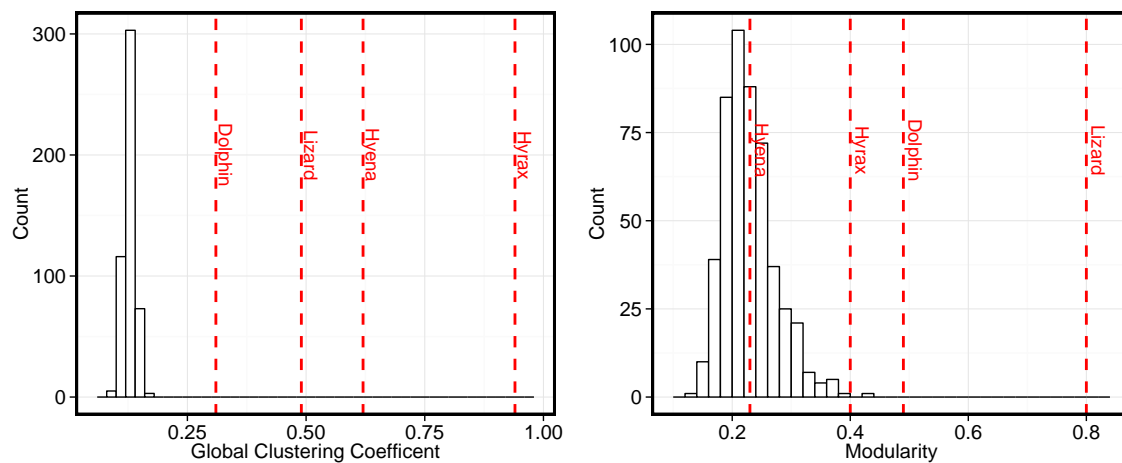 300
200
100
0
Count
Dolphin
Lizard
Hyena
Hyrax
0.25
0.50
0.75
1.00
Global Clustering Coefficent
100
75
50
25
0
Count
Hyena
Hyrax
Dolphin
Lizard
0.2
0.4
0.6
0.8
Modularity